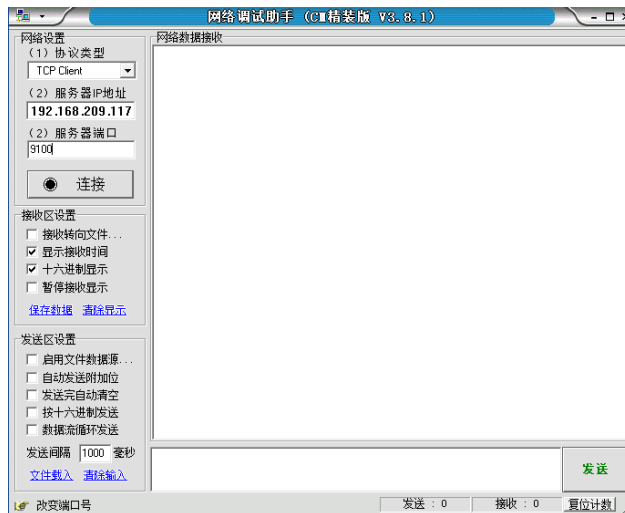 网络调试助手 (CM精装版 V3.8.1)
网络设置
(1) 协议类型
TCP Client
(2) 服务器IP地址
192.168.209.117
(2) 服务器端口
9100
连接
接收区设置
接收转向文件...
显示接收时间
十六进制显示
暂停接收显示
保存数据 清除显示
发送区设置
启用文件数据源...
自动发送附加位
发送完自动清空
按十六进制发送
数据流循环发送
发送间隔 1000 毫秒
文件载入 清除输入
网络数据接收
发送
改变端口号
发送 : 0
接收 : 0
复位计数